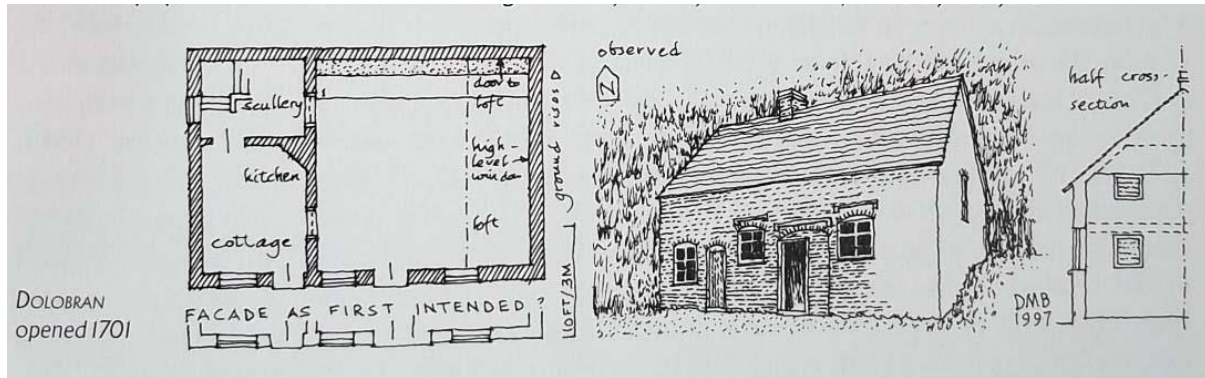 DOLOBRAN
opened 1701
scullery
kitchen
cottage
door to
loft
high-
level
window
loft
ground rises
10FT/3M
FACADE AS FIRST INTENDED?
observed
N
half cross-
section
DMB
1997